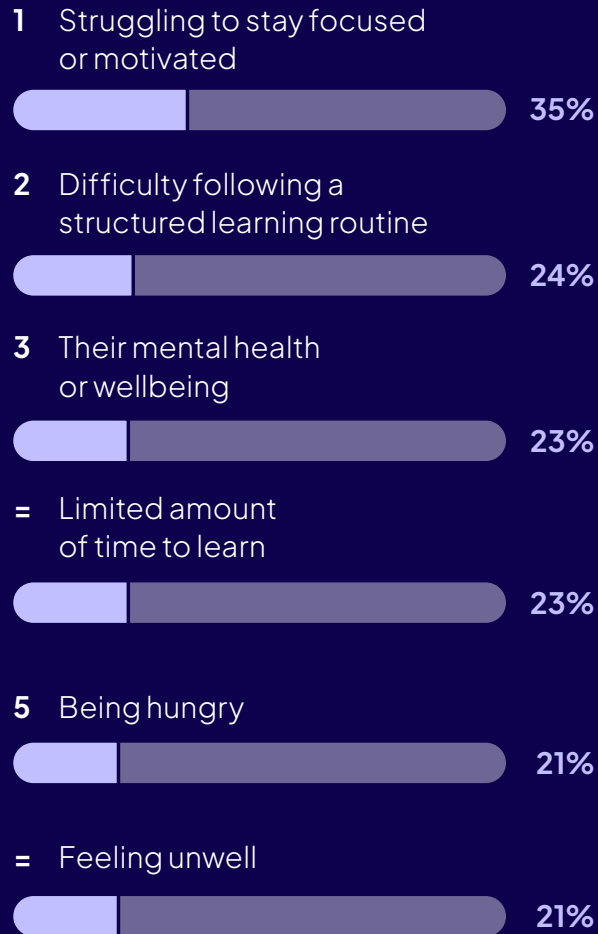 1 Struggling to stay focused
or motivated
35%
2 Difficulty following a
structured learning routine
24%
3 Their mental health
or wellbeing
23%
= Limited amount
of time to learn
23%
5 Being hungry
21%
= Feeling unwell
21%